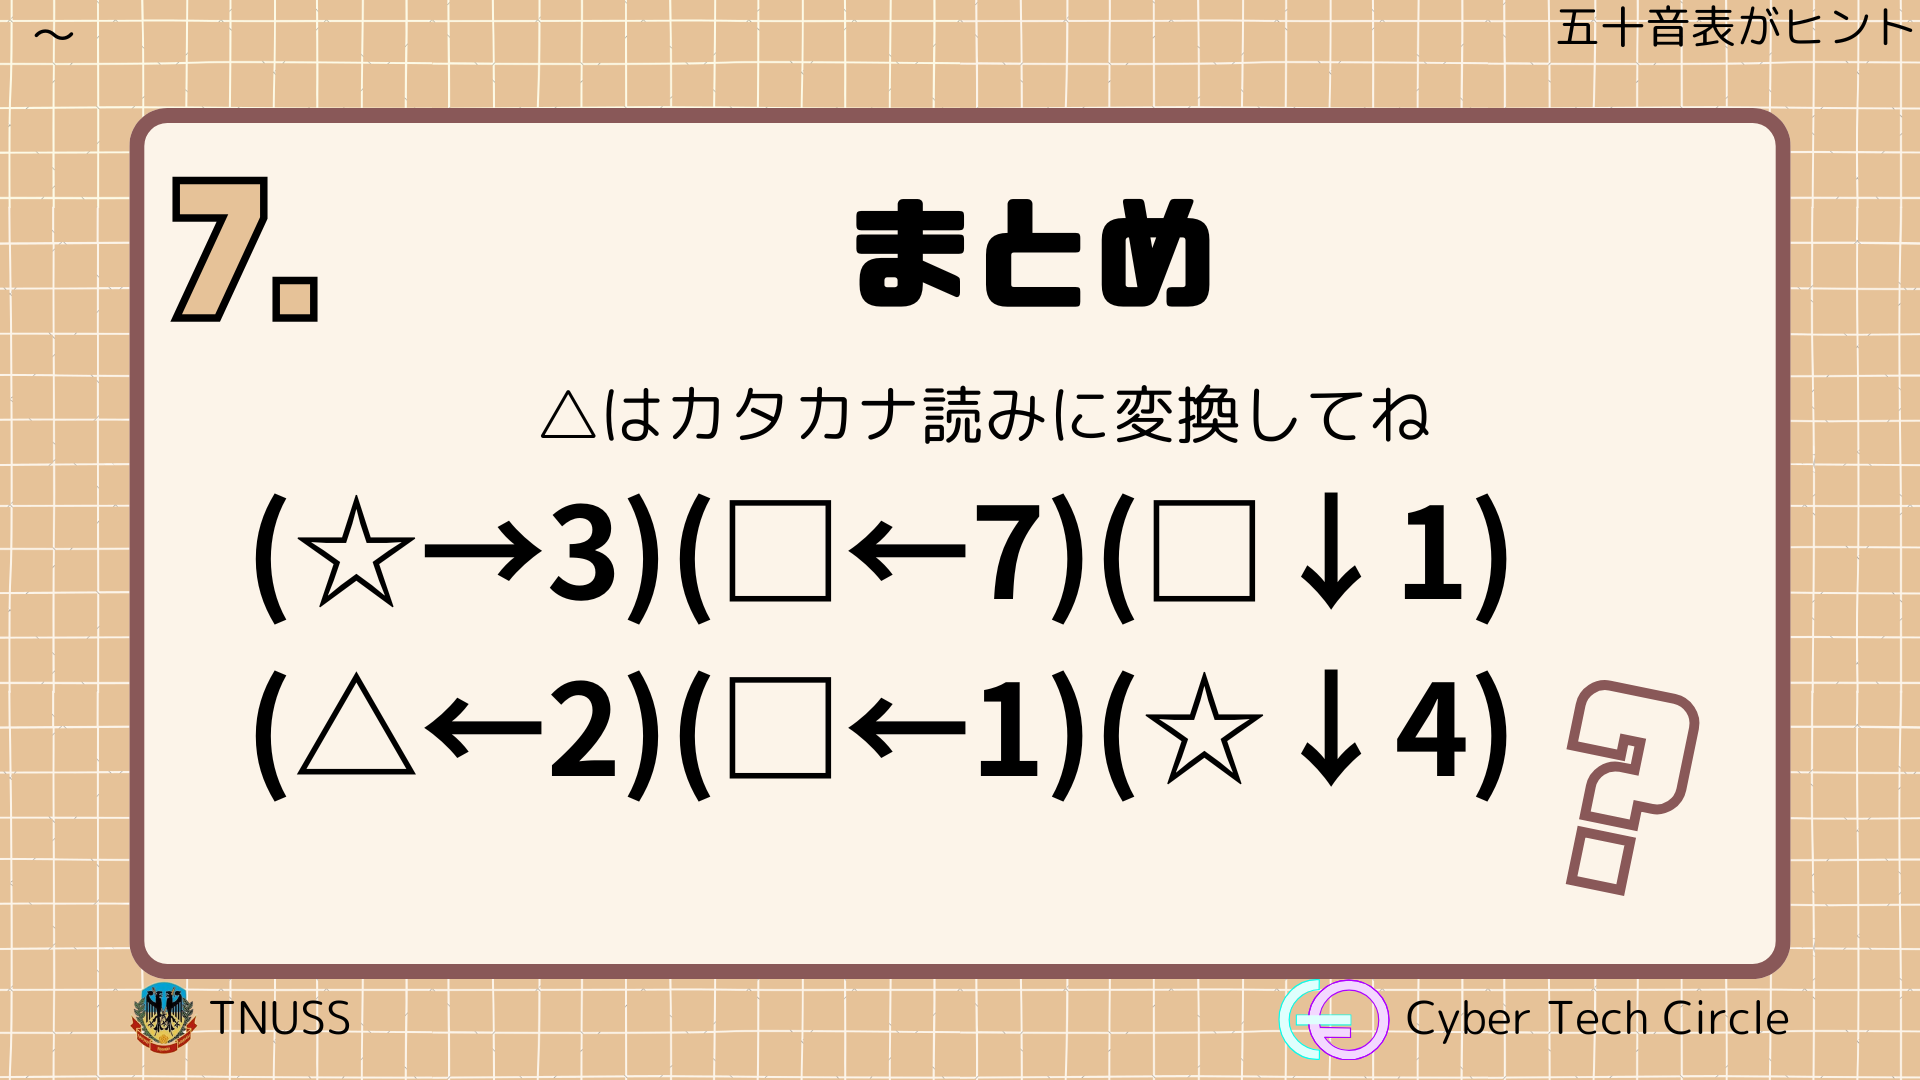 ～
五十音表がヒント
7.
まとめ
△はカタカナ読みに変換してね
(☆→3)(□←7)(□↓1)
(△←2)(□←1)(☆↓4)
?
TNUSS
Cyber Tech Circle